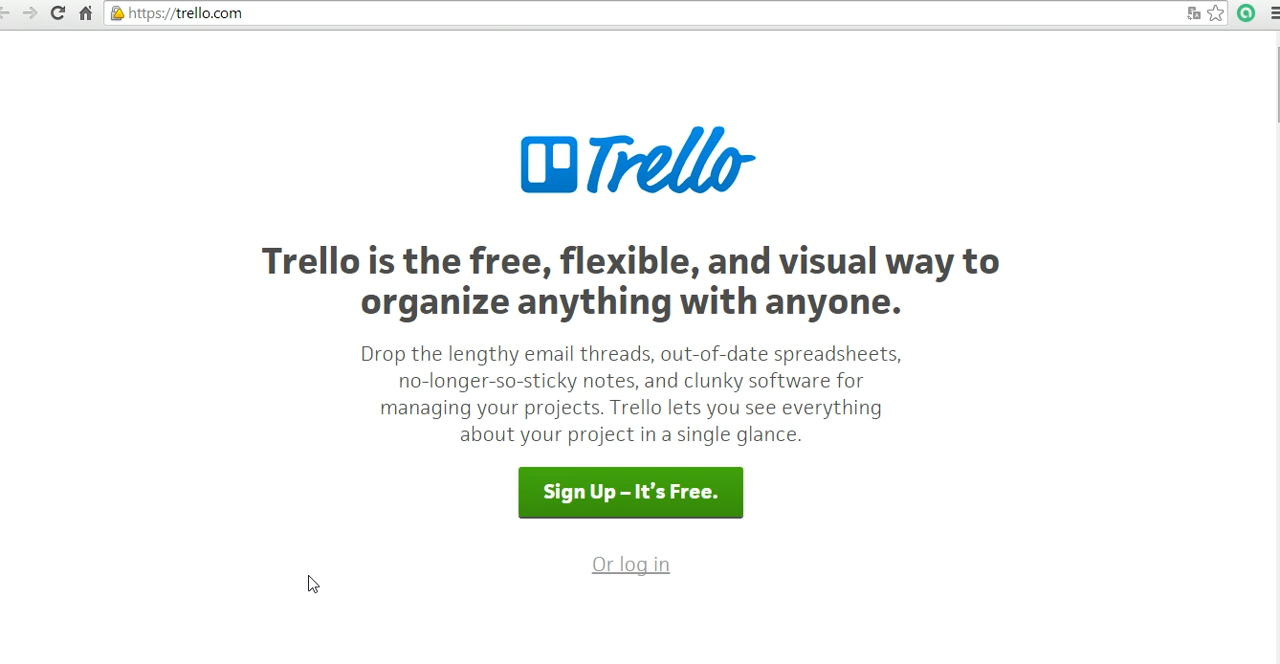 https://trello.com
Trello
Trello is the free, flexible, and visual way to
organize anything with anyone.
Drop the lengthy email threads, out-of-date spreadsheets,
no-longer-so-sticky notes, and clunky software for
managing your projects. Trello lets you see everything
about your project in a single glance.
Sign Up – It's Free.
Or log in